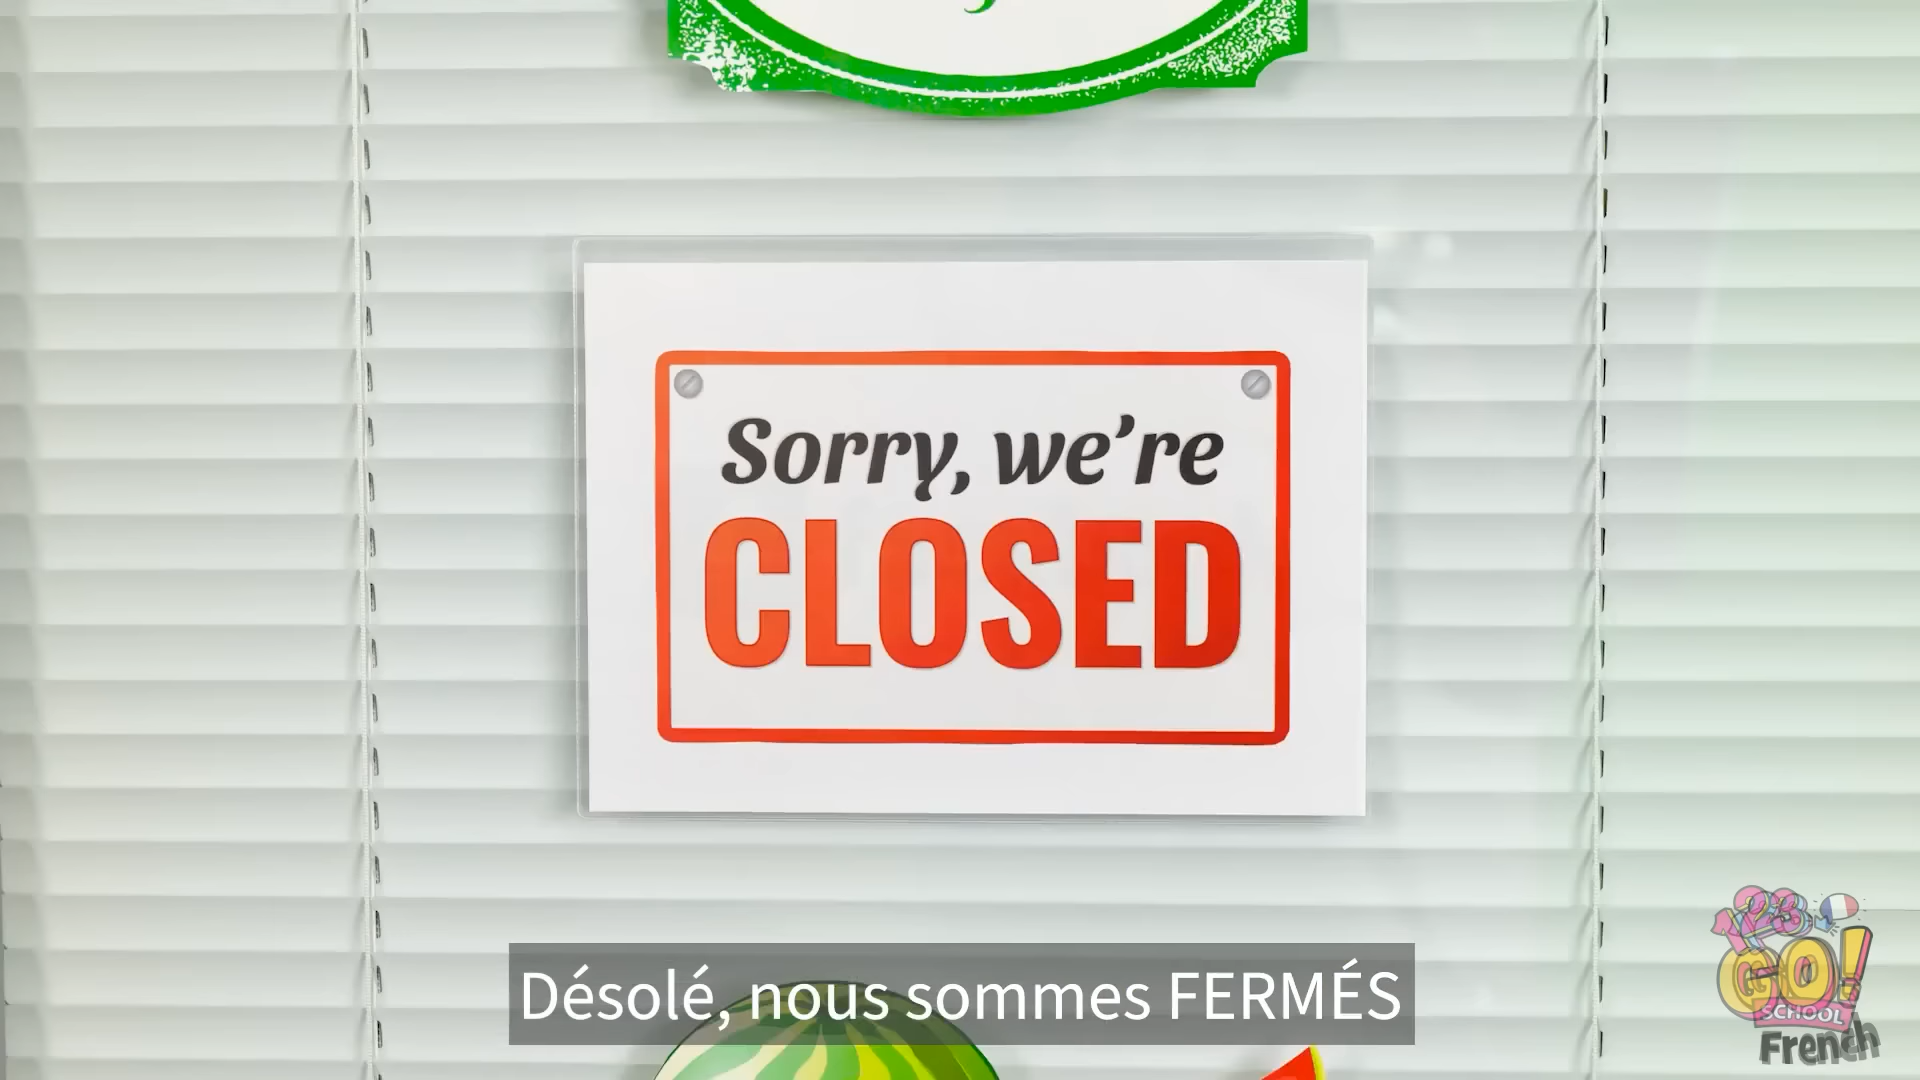 Sorry, we're
CLOSED
Désolé, nous sommes FERMÉS
123
GO!
SCHOOL
French